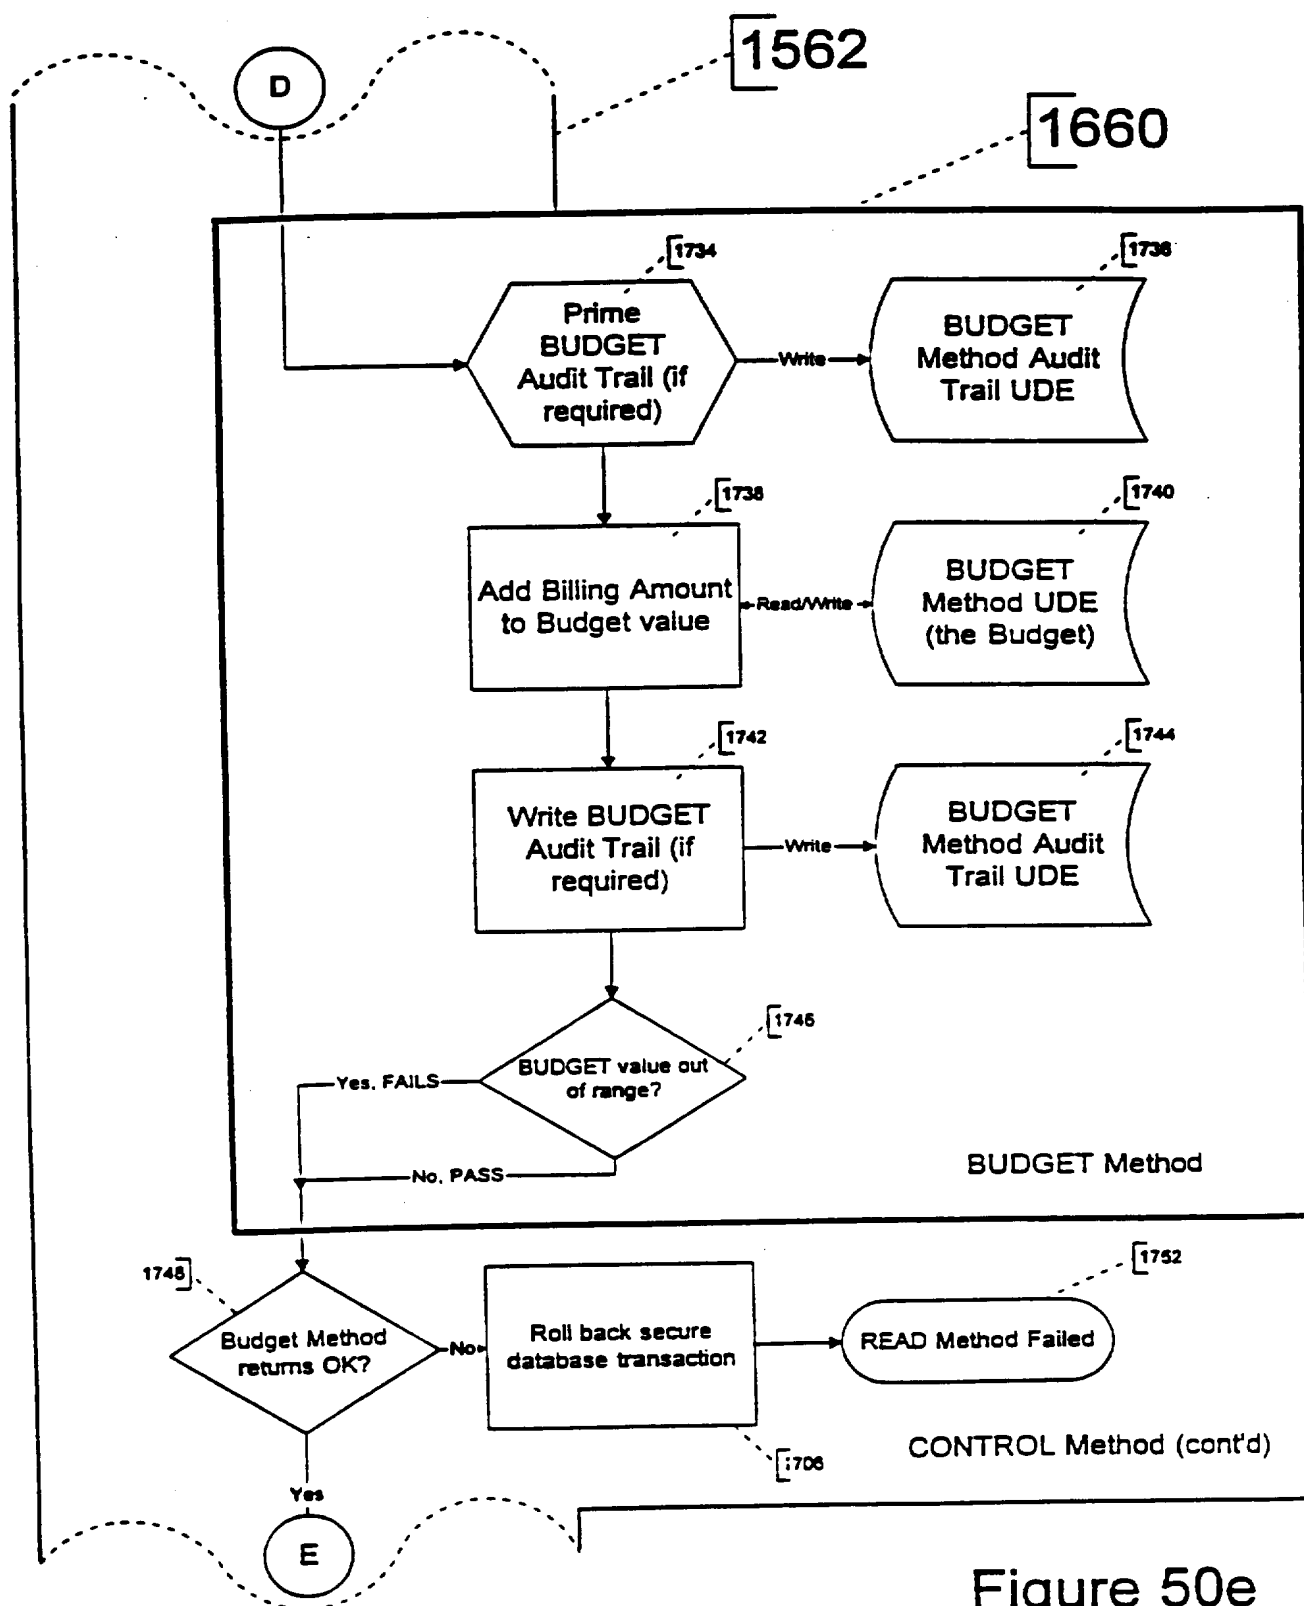 1562
D
1660
1734
1736
Prime
BUDGET
Audit Trail (if
required)
Write
BUDGET
Method Audit
Trail UDE
1738
1740
Add Billing Amount
to Budget value
Read/Write
BUDGET
Method UDE
(the Budget)
1742
1744
Write BUDGET
Audit Trail (if
required)
Write
BUDGET
Method Audit
Trail UDE
1746
BUDGET value out
of range?
Yes, FAILS
No, PASS
BUDGET Method
1748
1752
Budget Method
returns OK?
No
Roll back secure
database transaction
READ Method Failed
1706
CONTROL Method (cont'd)
Yes
E
Figure 50e